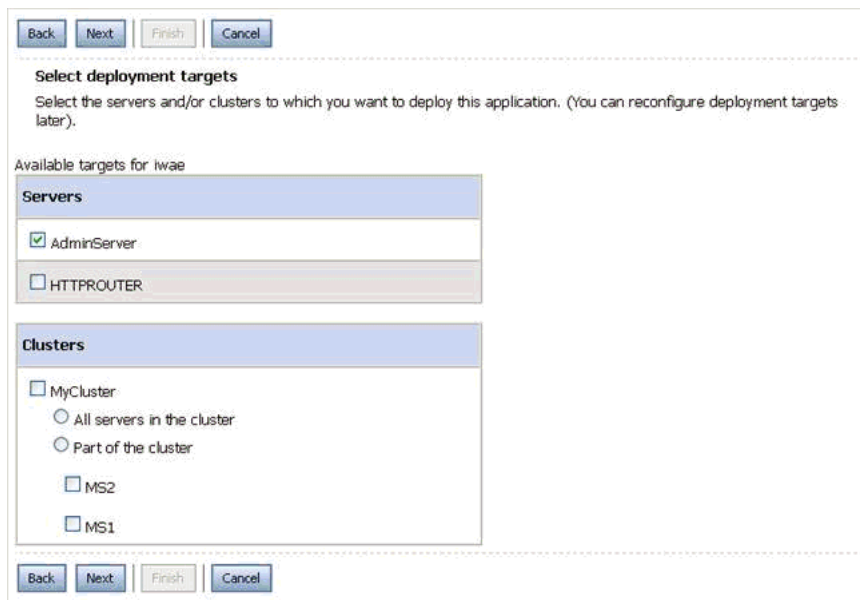 Back Next Finish Cancel
Select deployment targets
Select the servers and/or clusters to which you want to deploy this application. (You can reconfigure deployment targets
later).
Available targets for iwae
Servers
AdminServer
HTTPROUTER
Clusters
MyCluster
All servers in the cluster
Part of the cluster
MS2
MS1
Back Next Finish Cancel